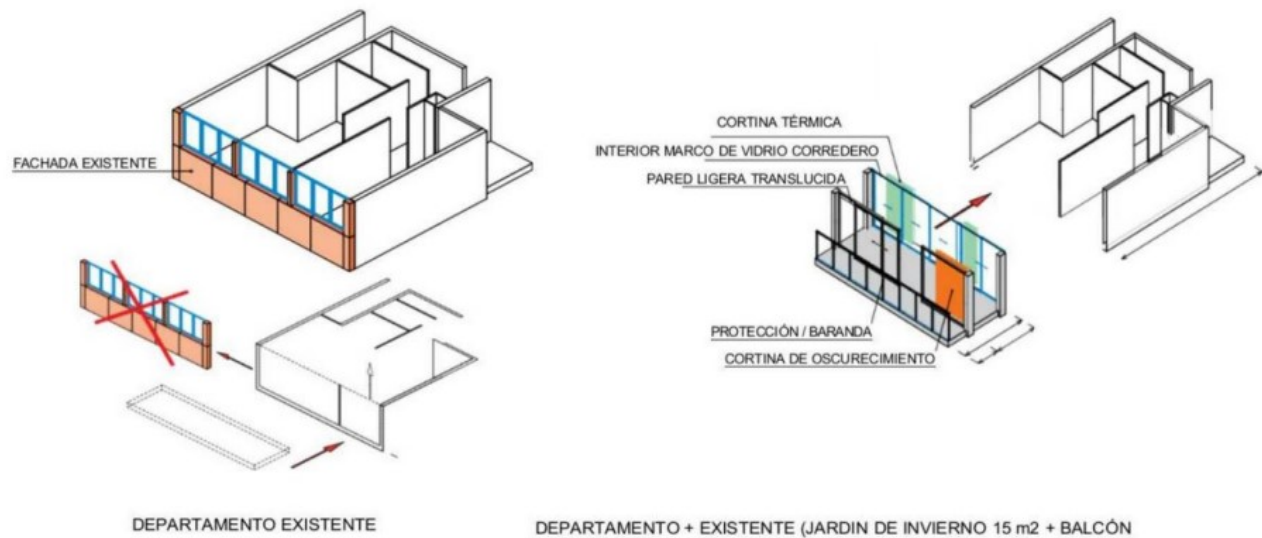 FACHADA EXISTENTE
DEPARTAMENTO EXISTENTE
CORTINA TÉRMICA
INTERIOR MARCO DE VIDRIO CORREDERO
PARED LIGERA TRANSLUCIDA
PROTECCIÓN / BARANDA
CORTINA DE OSCURECIMIENTO
DEPARTAMENTO + EXISTENTE (JARDIN DE INVIERNO 15 m2 + BALCÓN